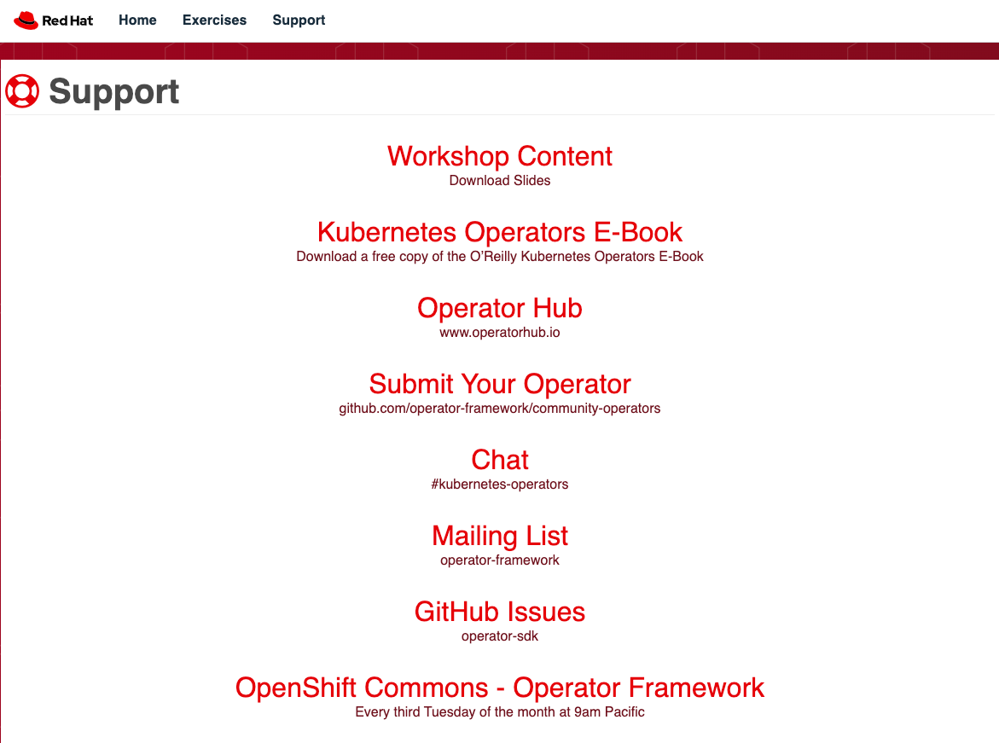 Red Hat Home Exercises Support
Support
Workshop Content
Download Slides
Kubernetes Operators E-Book
Download a free copy of the O’Reilly Kubernetes Operators E-Book
Operator Hub
www.operatorhub.io
Submit Your Operator
github.com/operator-framework/community-operators
Chat
#kubernetes-operators
Mailing List
operator-framework
GitHub Issues
operator-sdk
OpenShift Commons - Operator Framework
Every third Tuesday of the month at 9am Pacific